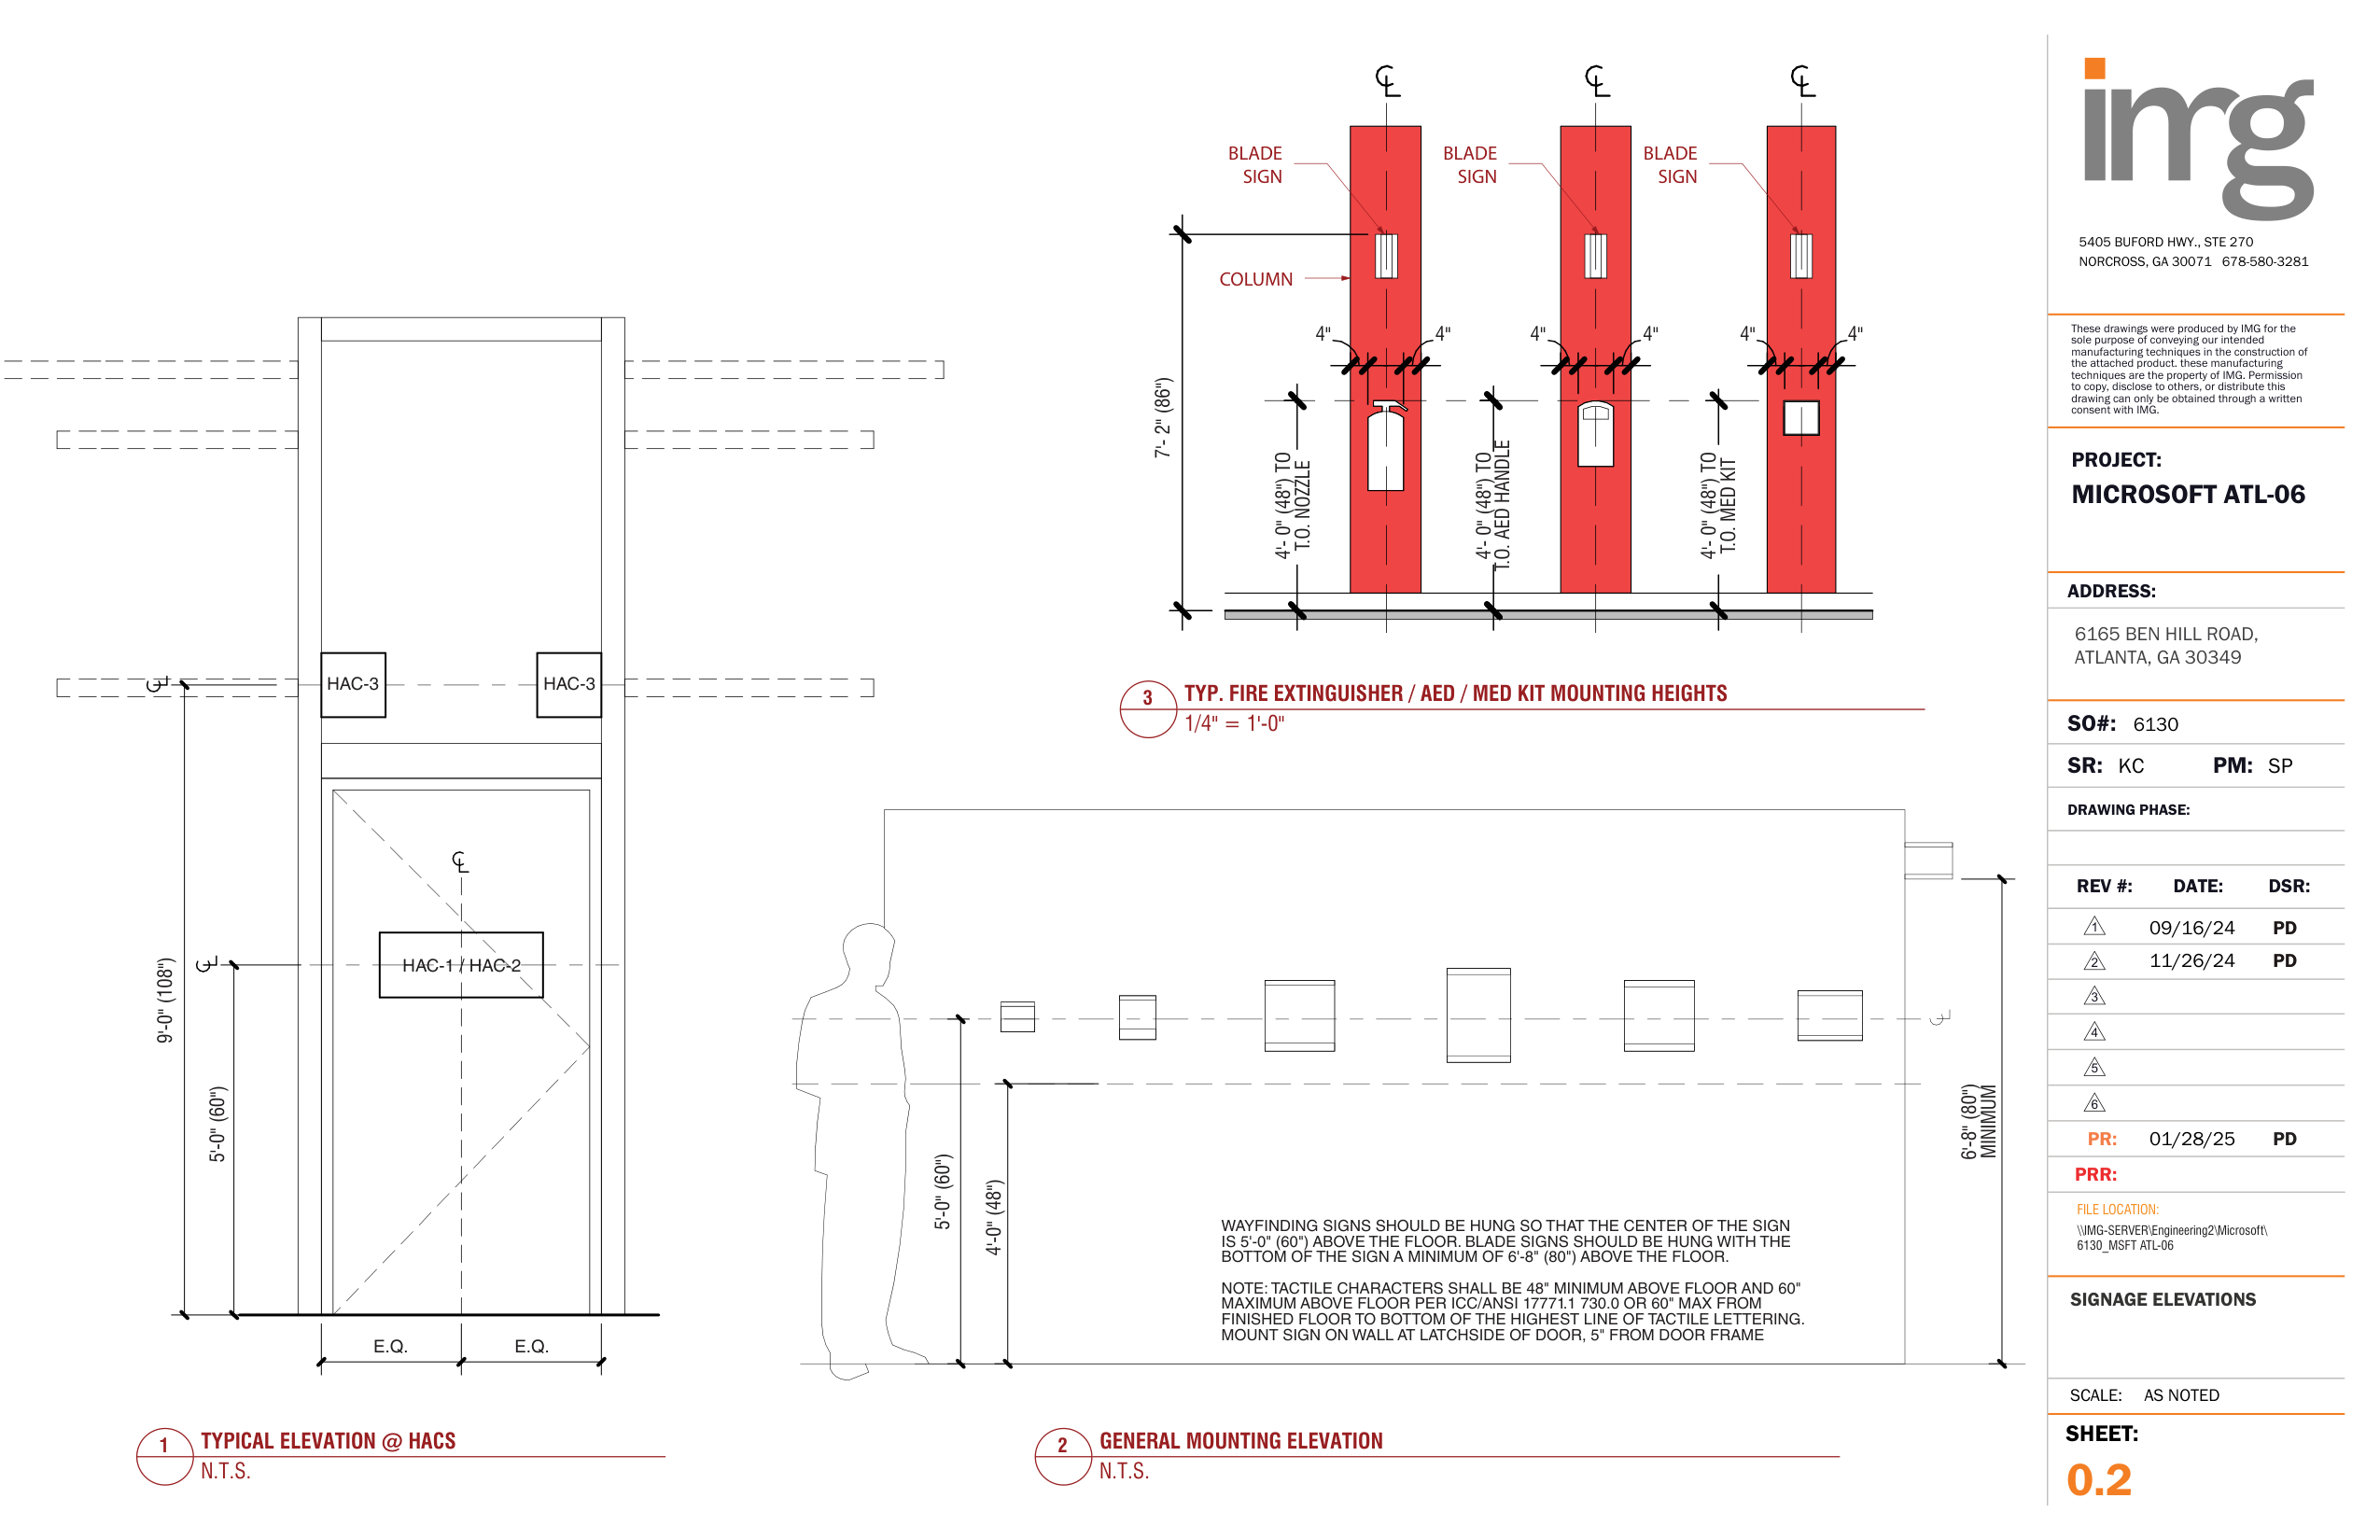 BLADE
SIGN
BLADE
SIGN
BLADE
SIGN
COLUMN
4"
4"
4"
4"
4"
4"
7'- 2" (86")
4'- 0" (48") TO
T.O. NOZZLE
4'- 0" (48") TO
T.O. AED HANDLE
4'- 0" (48") TO
T.O. MED KIT
3
TYP. FIRE EXTINGUISHER / AED / MED KIT MOUNTING HEIGHTS
1/4" = 1'-0"
HAC-3
HAC-3
HAC-1 / HAC-2
9'-0" (108")
5'-0" (60")
E.Q.
E.Q.
1
TYPICAL ELEVATION @ HACS
N.T.S.
5'-0" (60")
4'-0" (48")
6'-8" (80")
MINIMUM
WAYFINDING SIGNS SHOULD BE HUNG SO THAT THE CENTER OF THE SIGN
IS 5'-0" (60") ABOVE THE FLOOR. BLADE SIGNS SHOULD BE HUNG WITH THE
BOTTOM OF THE SIGN A MINIMUM OF 6'-8" (80") ABOVE THE FLOOR.
NOTE: TACTILE CHARACTERS SHALL BE 48" MINIMUM ABOVE FLOOR AND 60"
MAXIMUM ABOVE FLOOR PER ICC/ANSI 17771.1 730.0 OR 60" MAX FROM
FINISHED FLOOR TO BOTTOM OF THE HIGHEST LINE OF TACTILE LETTERING.
MOUNT SIGN ON WALL AT LATCHSIDE OF DOOR, 5" FROM DOOR FRAME
2
GENERAL MOUNTING ELEVATION
N.T.S.
img
5405 BUFORD HWY., STE 270
NORCROSS, GA 30071 678-580-3281
These drawings were produced by IMG for the
sole purpose of conveying our intended
manufacturing techniques in the construction of
the attached product. these manufacturing
techniques are the property of IMG. Permission
to copy, disclose to others, or distribute this
drawing can only be obtained through a written
consent with IMG.
PROJECT:
MICROSOFT ATL-06
ADDRESS:
6165 BEN HILL ROAD,
ATLANTA, GA 30349
SO#: 6130
SR: KC PM: SP
DRAWING PHASE:
REV #: DATE: DSR:
1 09/16/24 PD
2 11/26/24 PD
3
4
5
6
PR: 01/28/25 PD
PRR:
FILE LOCATION:
\\IMG-SERVER\Engineering2\Microsoft\
6130_MSFT ATL-06
SIGNAGE ELEVATIONS
SCALE: AS NOTED
SHEET:
0.2